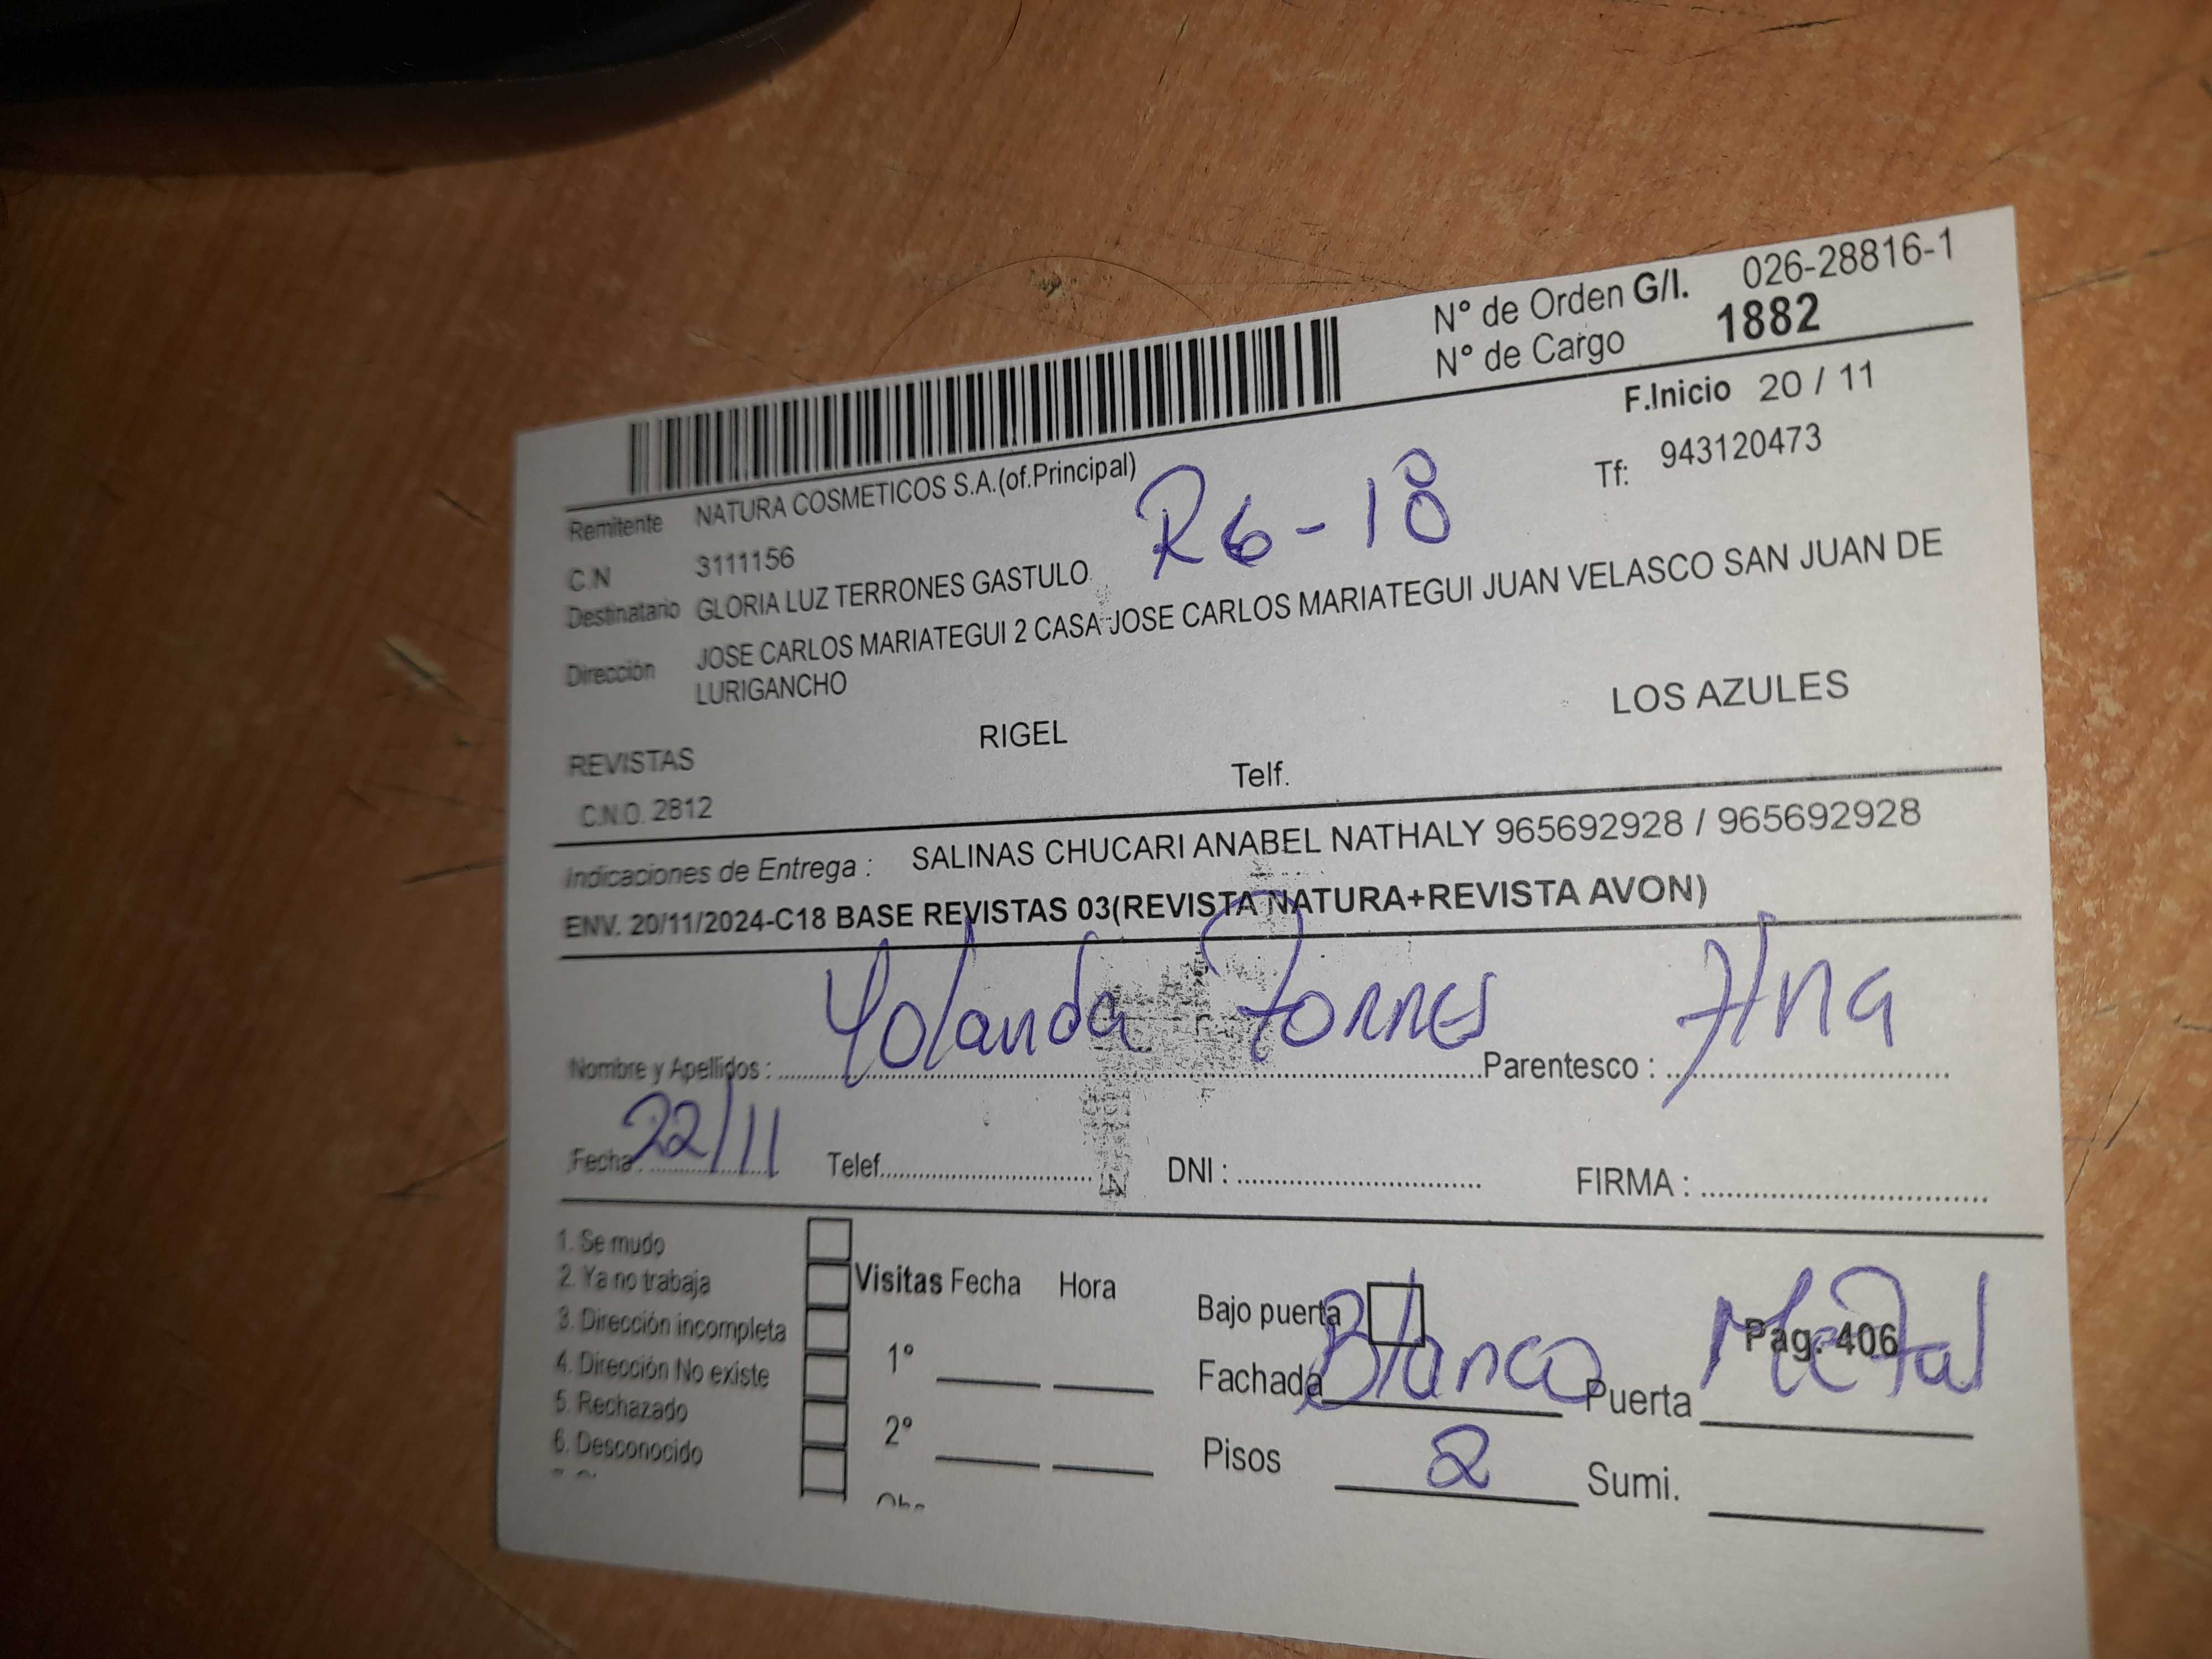 Nº de Orden G/I. 026-28816-1
Nº de Cargo 1882
F.Inicio 20 / 11
Tf: 943120473
Remitente NATURA COSMETICOS S.A.(of.Principal)
R6-18
C.N 3111156
Destinatario GLORIA LUZ TERRONES GASTULO
Dirección JOSE CARLOS MARIATEGUI 2 CASA JOSE CARLOS MARIATEGUI JUAN VELASCO SAN JUAN DE
LURIGANCHO
REVISTAS RIGEL LOS AZULES
C.N.O. 2812 Telf.
Indicaciones de Entrega : SALINAS CHUCARI ANABEL NATHALY 965692928 / 965692928
ENV. 20/11/2024-C18 BASE REVISTAS 03(REVISTA NATURA+REVISTA AVON)
Nombre y Apellidos : Yolanda Torres Parentesco :
Fecha : 22/11 Telef. DNI : FIRMA :
1. Se mudo
2. Ya no trabaja
3. Dirección incompleta
4. Dirección No existe
5. Rechazado
6. Desconocido
Visitas Fecha Hora
1º
2º
Bajo puerta
Pag. 406
Fachada Blanco Puerta Metal
Pisos 2 Sumi.